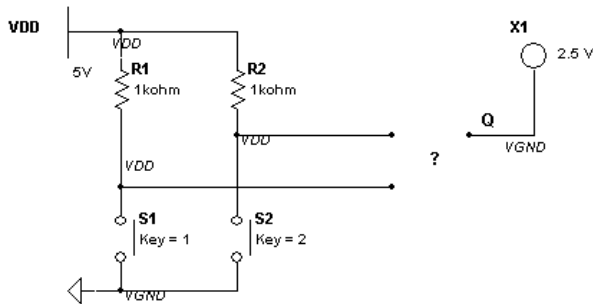 VDD
X1
VDD
5V
R1
1kohm
R2
1kohm
2.5 V
Q
VDD
VGND
?
VDD
S1
Key = 1
S2
Key = 2
VGND